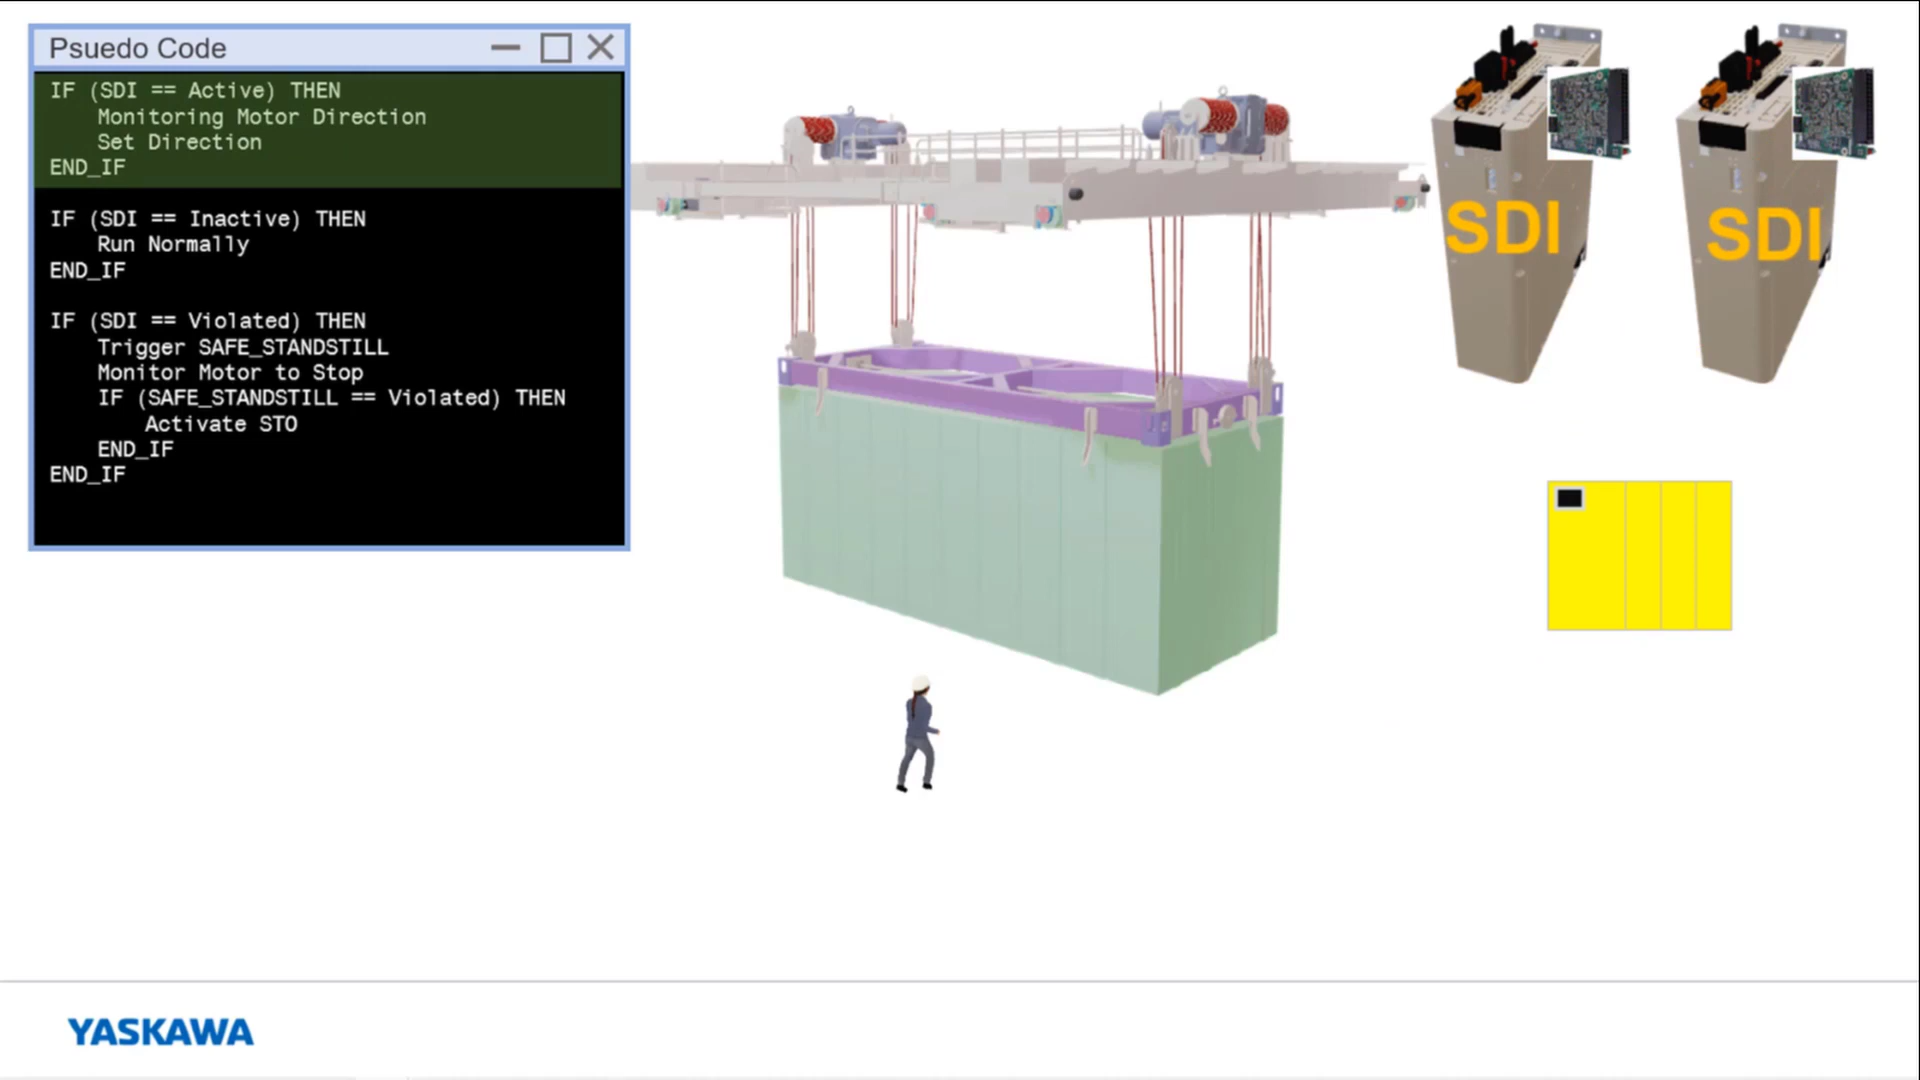 Psuedo Code
IF (SDI == Active) THEN
Monitoring Motor Direction
Set Direction
END_IF
IF (SDI == Inactive) THEN
Run Normally
END_IF
IF (SDI == Violated) THEN
Trigger SAFE_STANDSTILL
Monitor Motor to Stop
IF (SAFE_STANDSTILL == Violated) THEN
Activate STO
END_IF
END_IF
SDI
SDI
YASKAWA